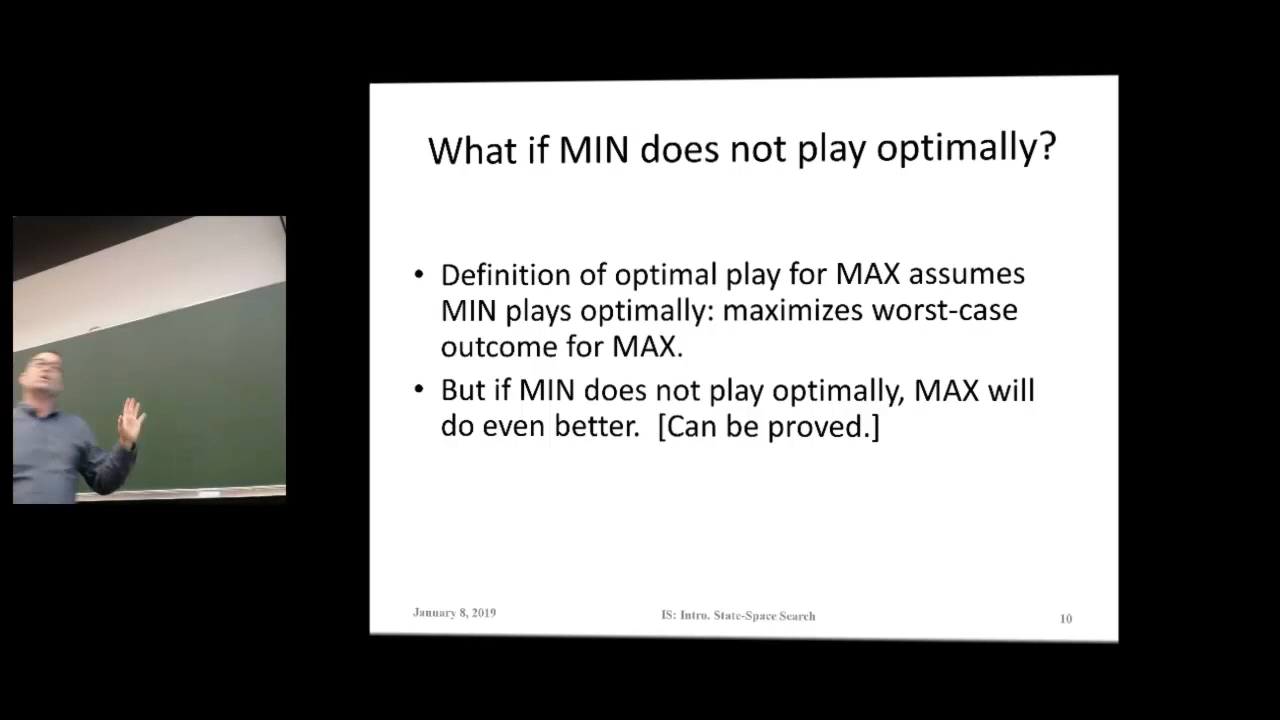 What if MIN does not play optimally?
• Definition of optimal play for MAX assumes
MIN plays optimally: maximizes worst-case
outcome for MAX.
• But if MIN does not play optimally, MAX will
do even better. [Can be proved.]
January 8, 2019
IS: Intro. State-Space Search
10